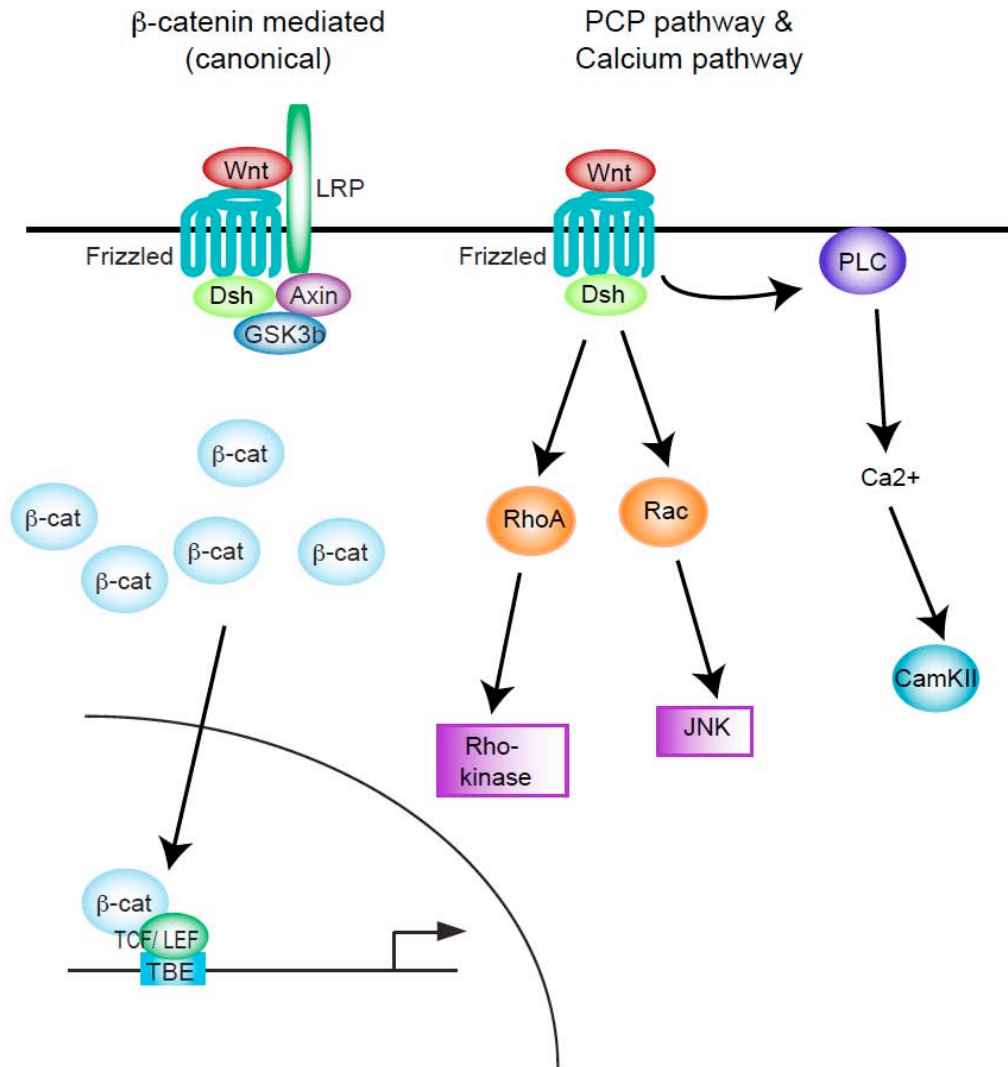 β-catenin mediated
(canonical)
PCP pathway &
Calcium pathway
Wnt
LRP
Frizzled
Dsh
Axin
GSK3b
Wnt
Frizzled
Dsh
PLC
β-cat
β-cat
β-cat
β-cat
β-cat
RhoA
Rac
Ca2+
CamKII
Rho-
kinase
JNK
β-cat
TCF/ LEF
TBE